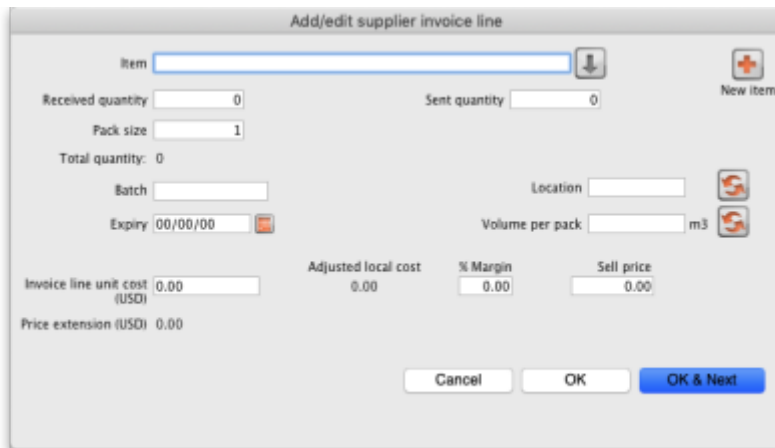 Add/edit supplier invoice line
Item
New item
Received quantity 0 Sent quantity 0
Pack size 1
Total quantity: 0
Batch Location
Expiry 00/00/00 Volume per pack m3
Adjusted local cost % Margin Sell price
Invoice line unit cost 0.00 0.00 0.00 0.00
(USD)
Price extension (USD) 0.00
Cancel OK OK & Next